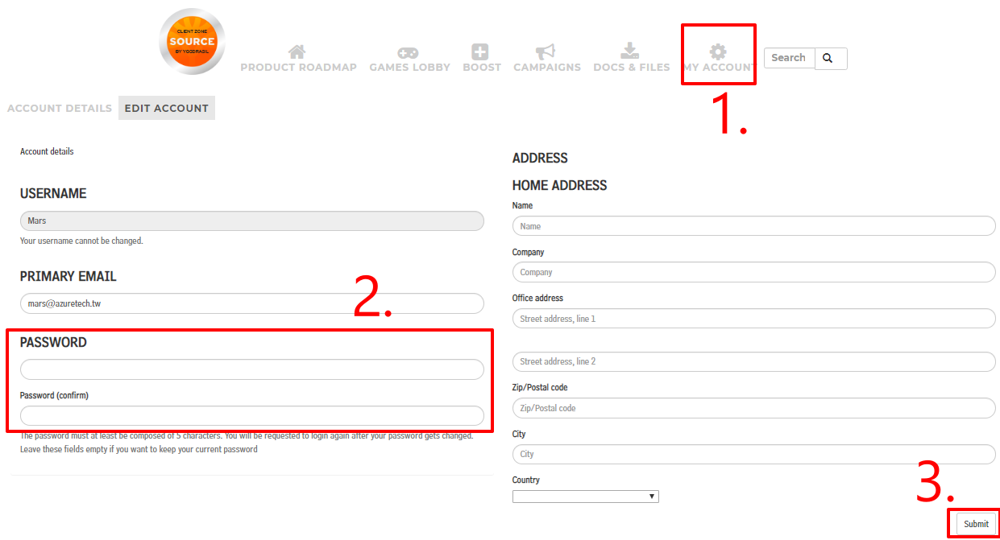 CLIENT ZONE
SOURCE
BY YGGDRASIL
PRODUCT ROADMAP
GAMES LOBBY
BOOST
CAMPAIGNS
DOCS & FILES
MY ACCOUNT
Search
1.
ACCOUNT DETAILS
EDIT ACCOUNT
Account details
USERNAME
Mars
Your username cannot be changed.
PRIMARY EMAIL
mars@azuretech.tw
2.
PASSWORD
Password (confirm)
The password must at least be composed of 5 characters. You will be requested to login again after your password gets changed.
Leave these fields empty if you want to keep your current password
ADDRESS
HOME ADDRESS
Name
Name
Company
Company
Office address
Street address, line 1
Street address, line 2
Zip/Postal code
Zip/Postal code
City
City
Country
3.
Submit